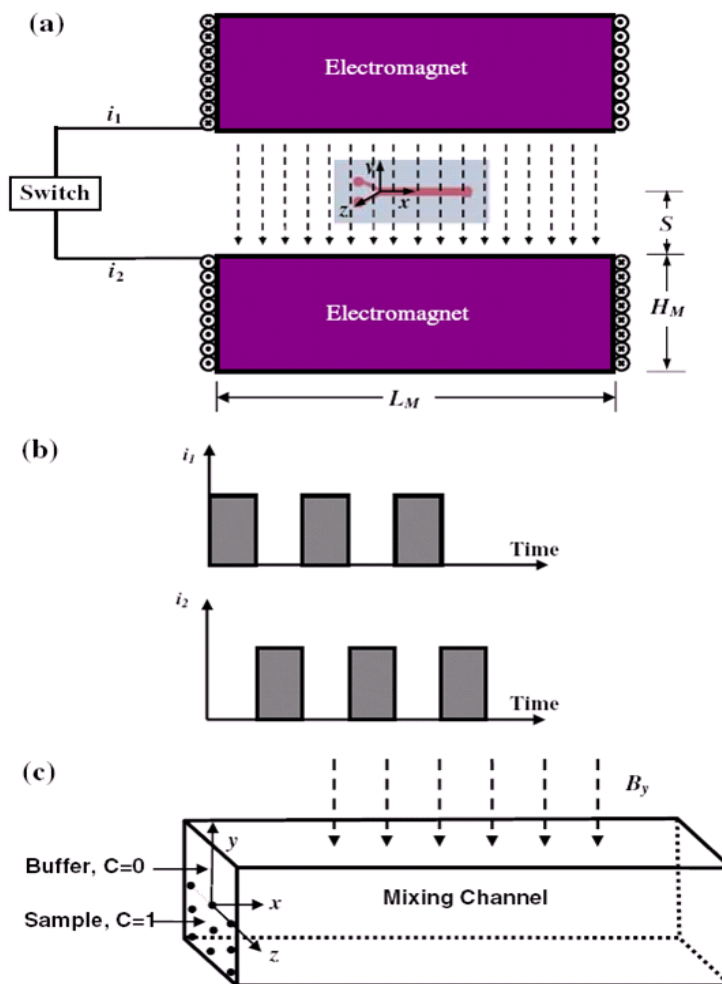 (a)
Electromagnet
i1
Switch
y
x
z
S
i2
Electromagnet
HM
LM
(b)
i1
Time
i2
Time
(c)
By
y
Buffer, C=0
Mixing Channel
x
Sample, C=1
z